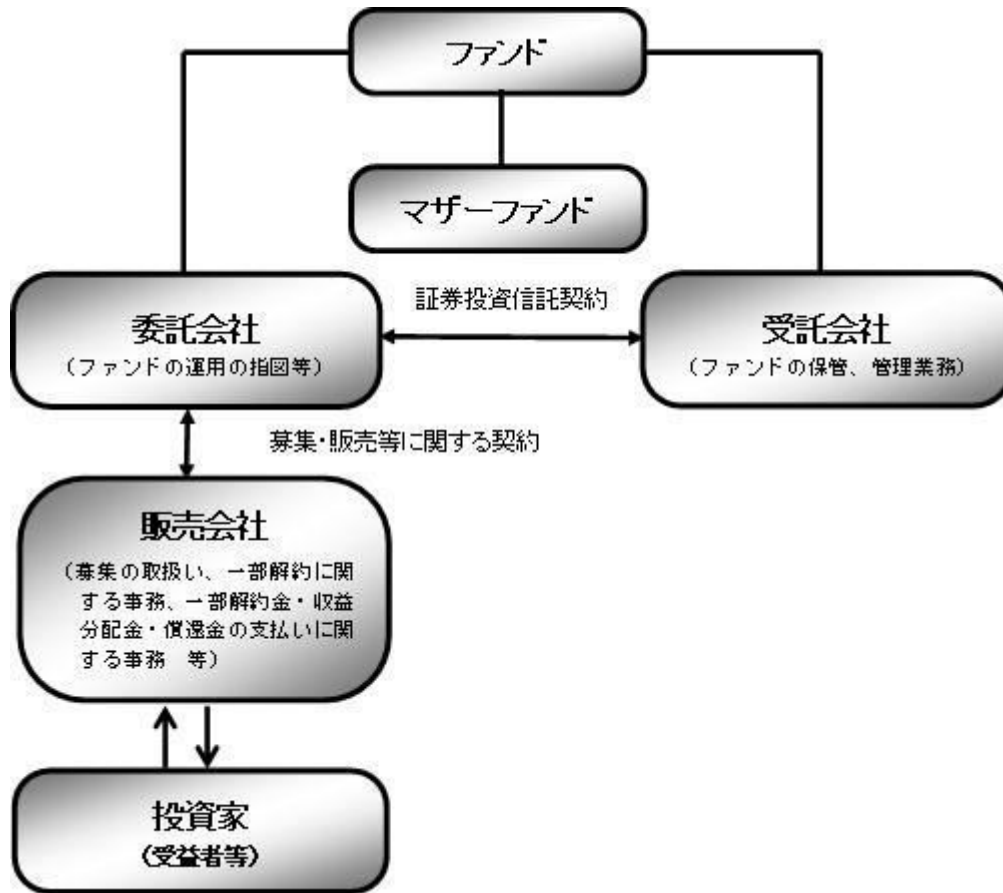 ファンド
マザーファンド
証券投資信託契約
委託会社
(ファンドの運用の指図等)
受託会社
(ファンドの保管、管理業務)
募集・販売等に関する契約
販売会社
(募集の取扱い、一部解約に関
する事務、一部解約金・収益
分配金・償還金の支払いに関
する事務　等)
投資家
(受益者等)